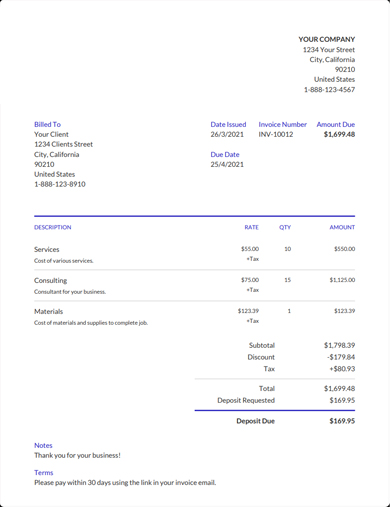 YOUR COMPANY
1234 Your Street
City, California
90210
United States
1-888-123-4567
Billed To
Your Client
1234 Clients Street
City, California
90210
United States
1-888-123-8910
Date Issued
26/3/2021
Due Date
25/4/2021
Invoice Number
INV-10012
Amount Due
$1,699.48
DESCRIPTION RATE QTY AMOUNT
Services $55.00 10 $550.00
Cost of various services. +Tax
Consulting $75.00 15 $1,125.00
Consultant for your business. +Tax
Materials $123.39 1 $123.39
Cost of materials and supplies to complete job. +Tax
Subtotal $1,798.39
Discount -$179.84
Tax +$80.93
Total $1,699.48
Deposit Requested $169.95
Deposit Due $169.95
Notes
Thank you for your business!
Terms
Please pay within 30 days using the link in your invoice email.